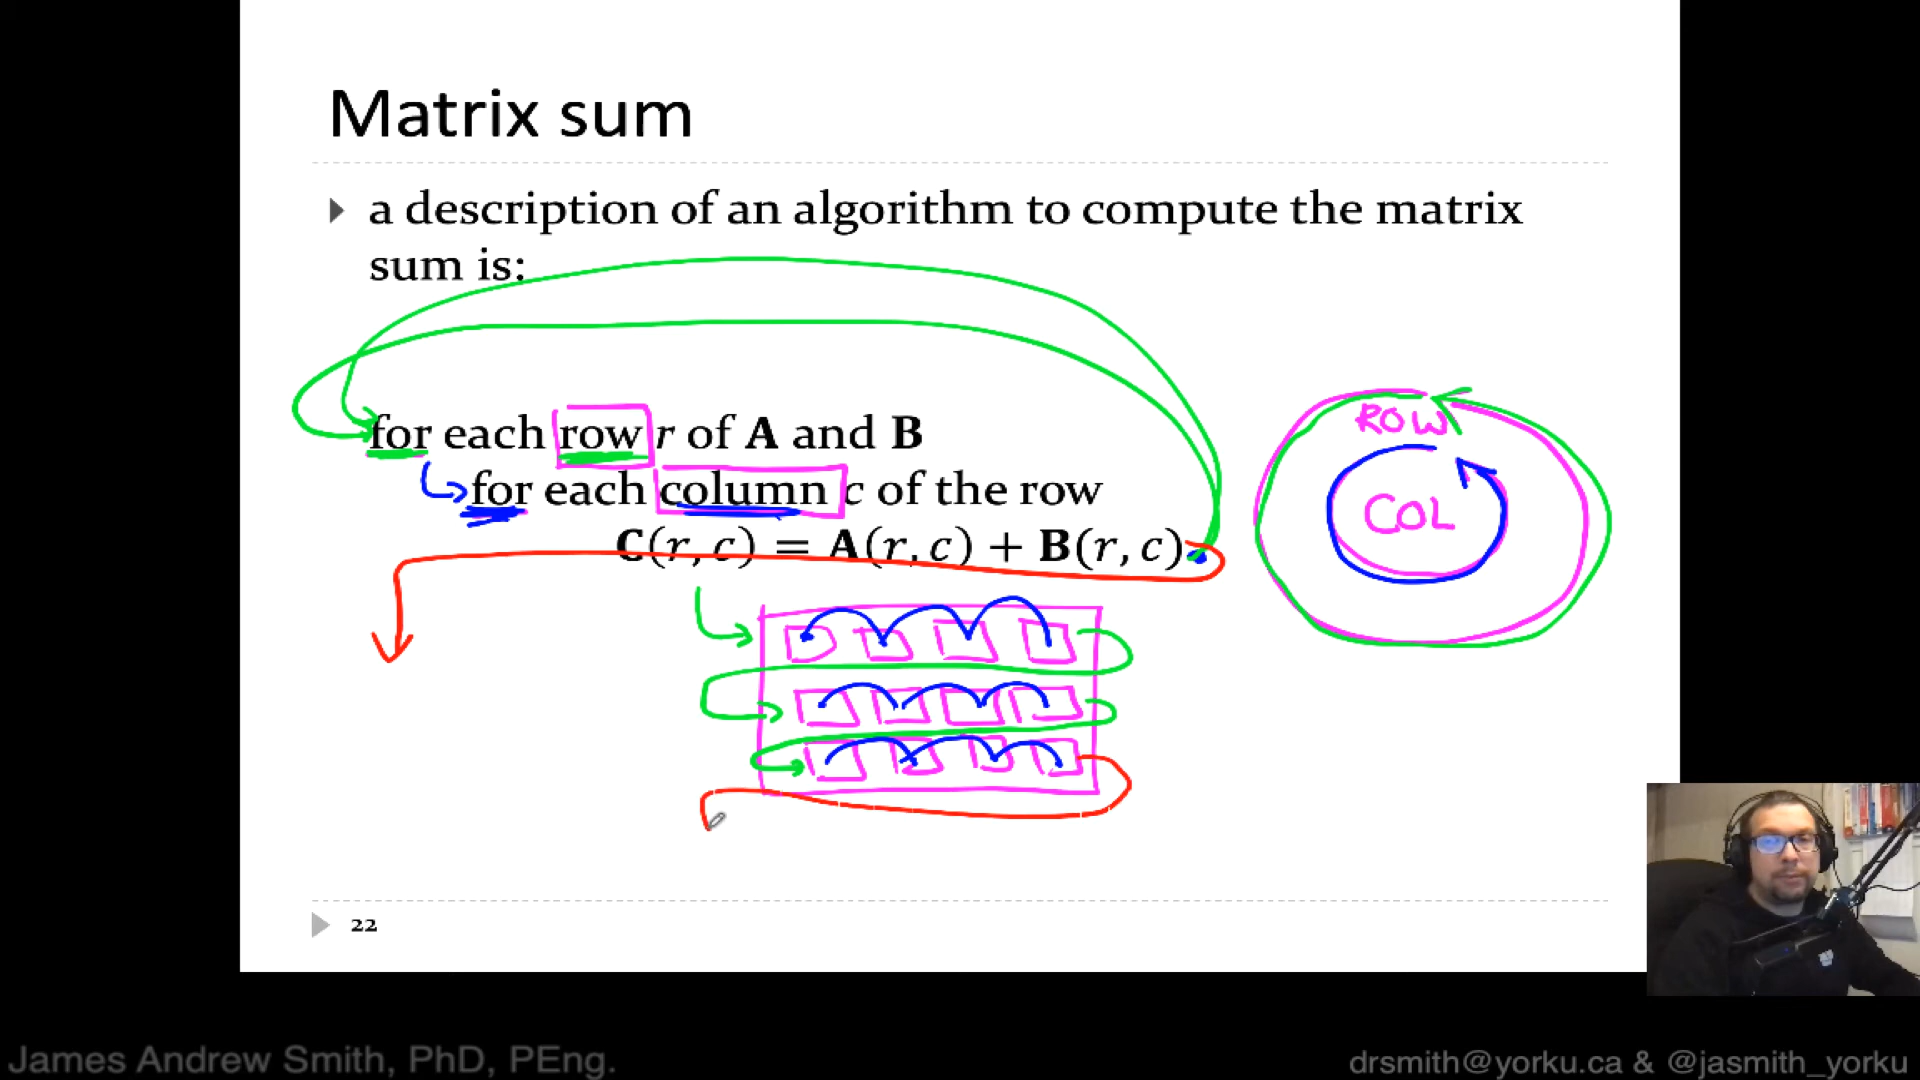 Matrix sum
a description of an algorithm to compute the matrix
sum is:
for each row r of A and B
for each column c of the row
C(r, c) = A(r, c) + B(r, c)
ROW
COL
22
James Andrew Smith, PhD, PEng.
drsmith@yorku.ca & @jasmith_yorku